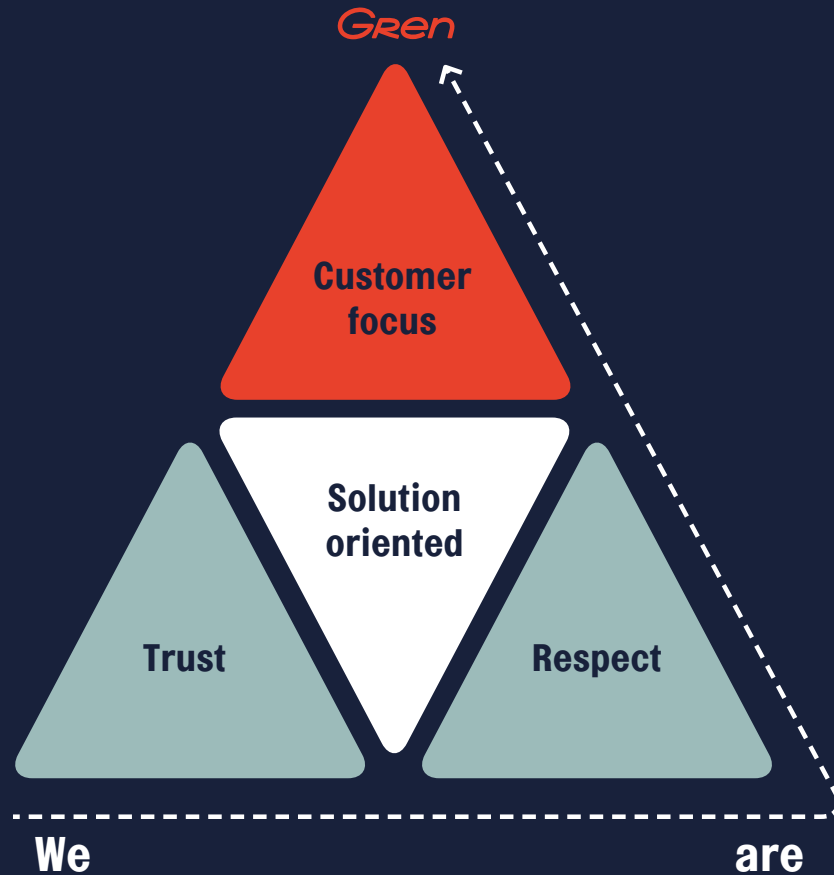 Gren
Customer
focus
Solution
oriented
Trust
Respect
We are